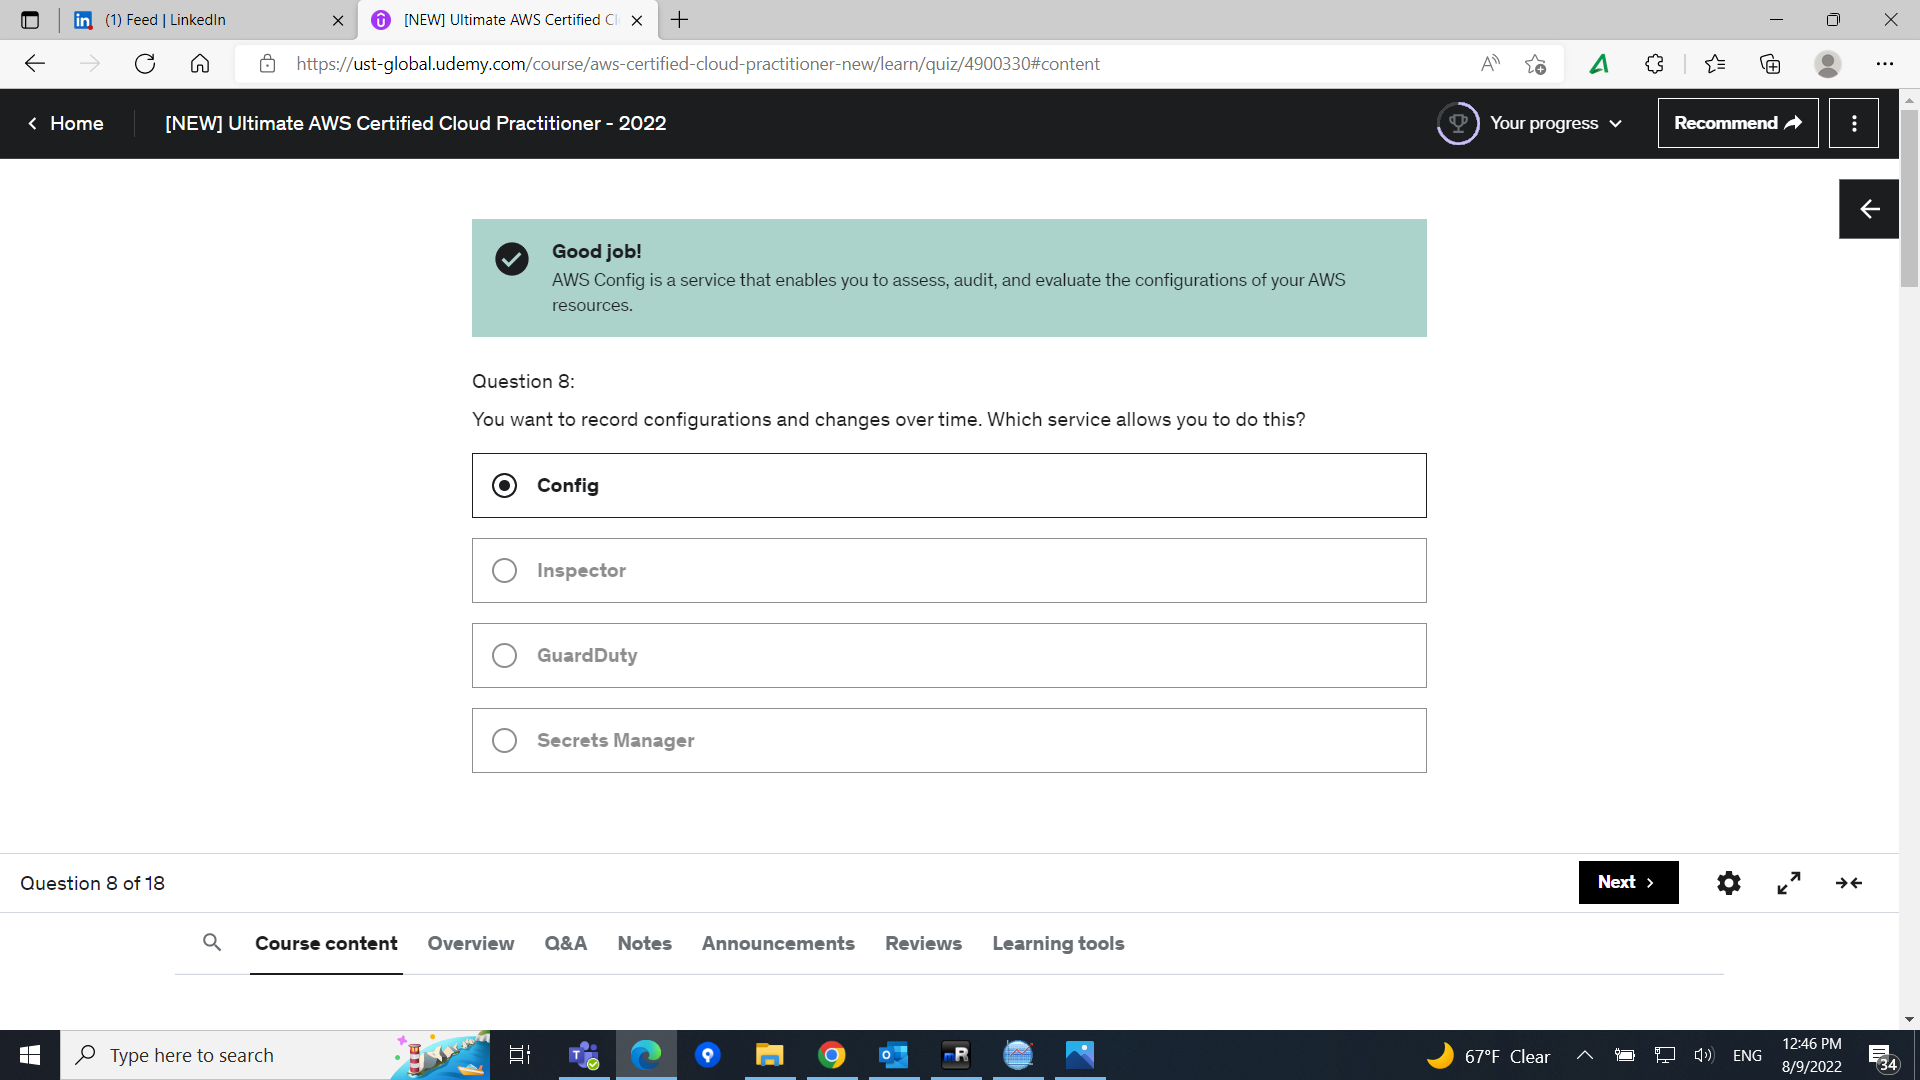 (1) Feed | LinkedIn
[NEW] Ultimate AWS Certified Cl
https://ust-global.udemy.com/course/aws-certified-cloud-practitioner-new/learn/quiz/4900330#content
Home
[NEW] Ultimate AWS Certified Cloud Practitioner - 2022
Your progress
Recommend
Good job!
AWS Config is a service that enables you to assess, audit, and evaluate the configurations of your AWS
resources.
Question 8:
You want to record configurations and changes over time. Which service allows you to do this?
Config
Inspector
GuardDuty
Secrets Manager
Question 8 of 18
Next
Course content Overview Q&A Notes Announcements Reviews Learning tools
Type here to search
67°F Clear
ENG
12:46 PM
8/9/2022
34